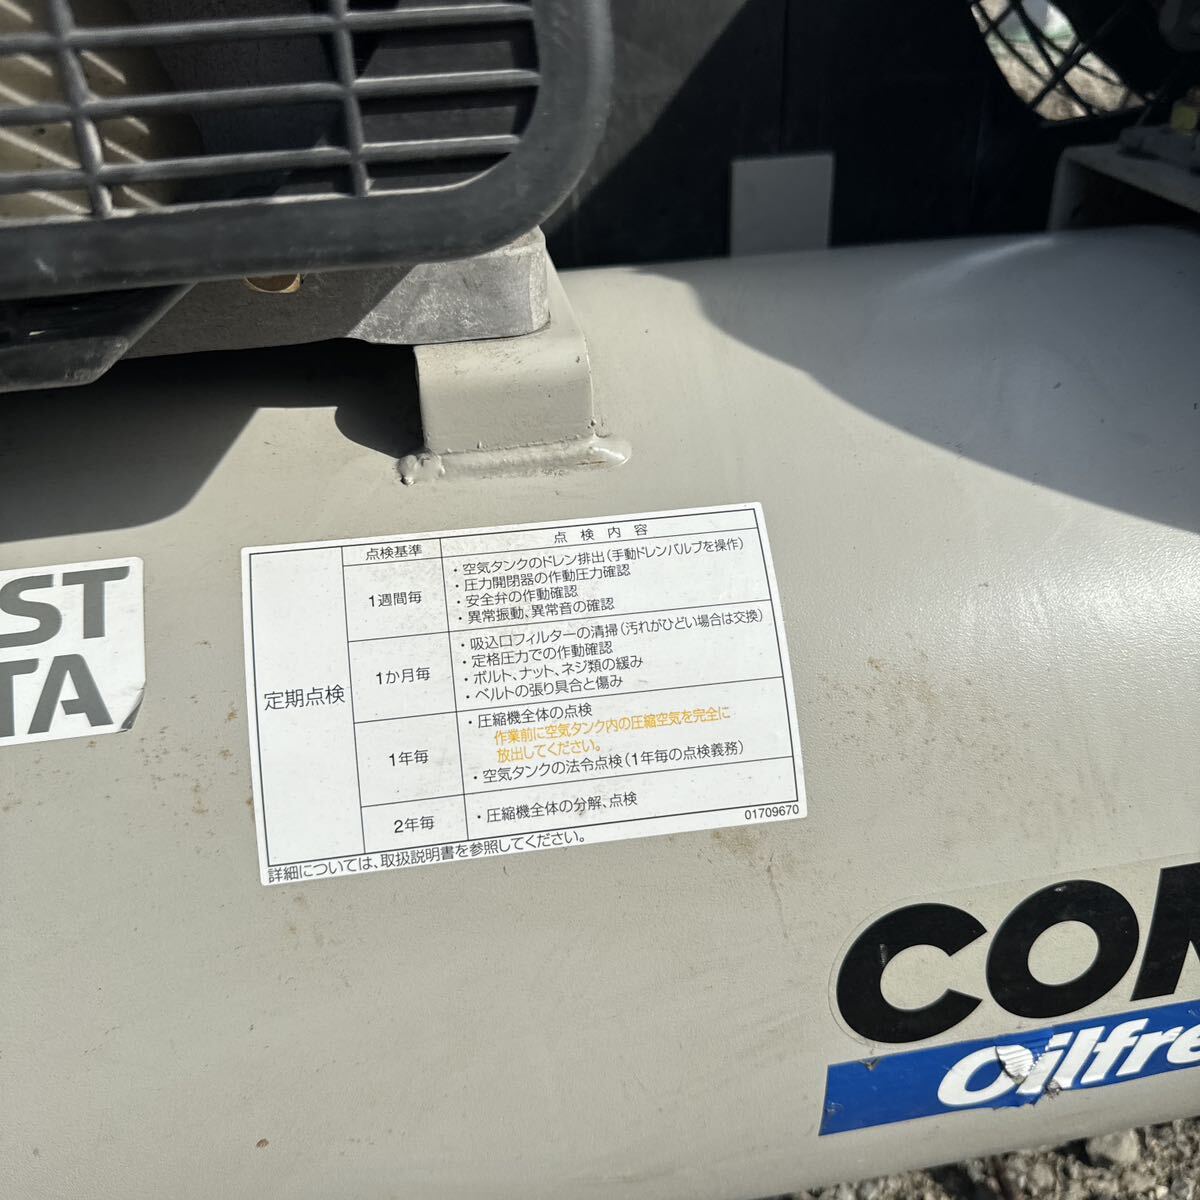 点検基準 点検内容
定期点検
1週間毎
・空気タンクのドレン排出(手動ドレンバルブを操作)
・圧力開閉器の作動圧力確認
・安全弁の作動確認
・異常振動、異常音の確認
1か月毎
・吸込口フィルターの清掃(汚れがひどい場合は交換)
・定格圧力での作動確認
・ボルト、ナット、ネジ類の緩み
・ベルトの張り具合と傷み
1年毎
・圧縮機全体の点検
作業前に空気タンク内の圧縮空気を完全に
放出してください。
・空気タンクの法令点検(1年毎の点検義務)
2年毎
・圧縮機全体の分解、点検
01709670
詳細については、取扱説明書を参照してください。
ST
TA
COM
Oilfre